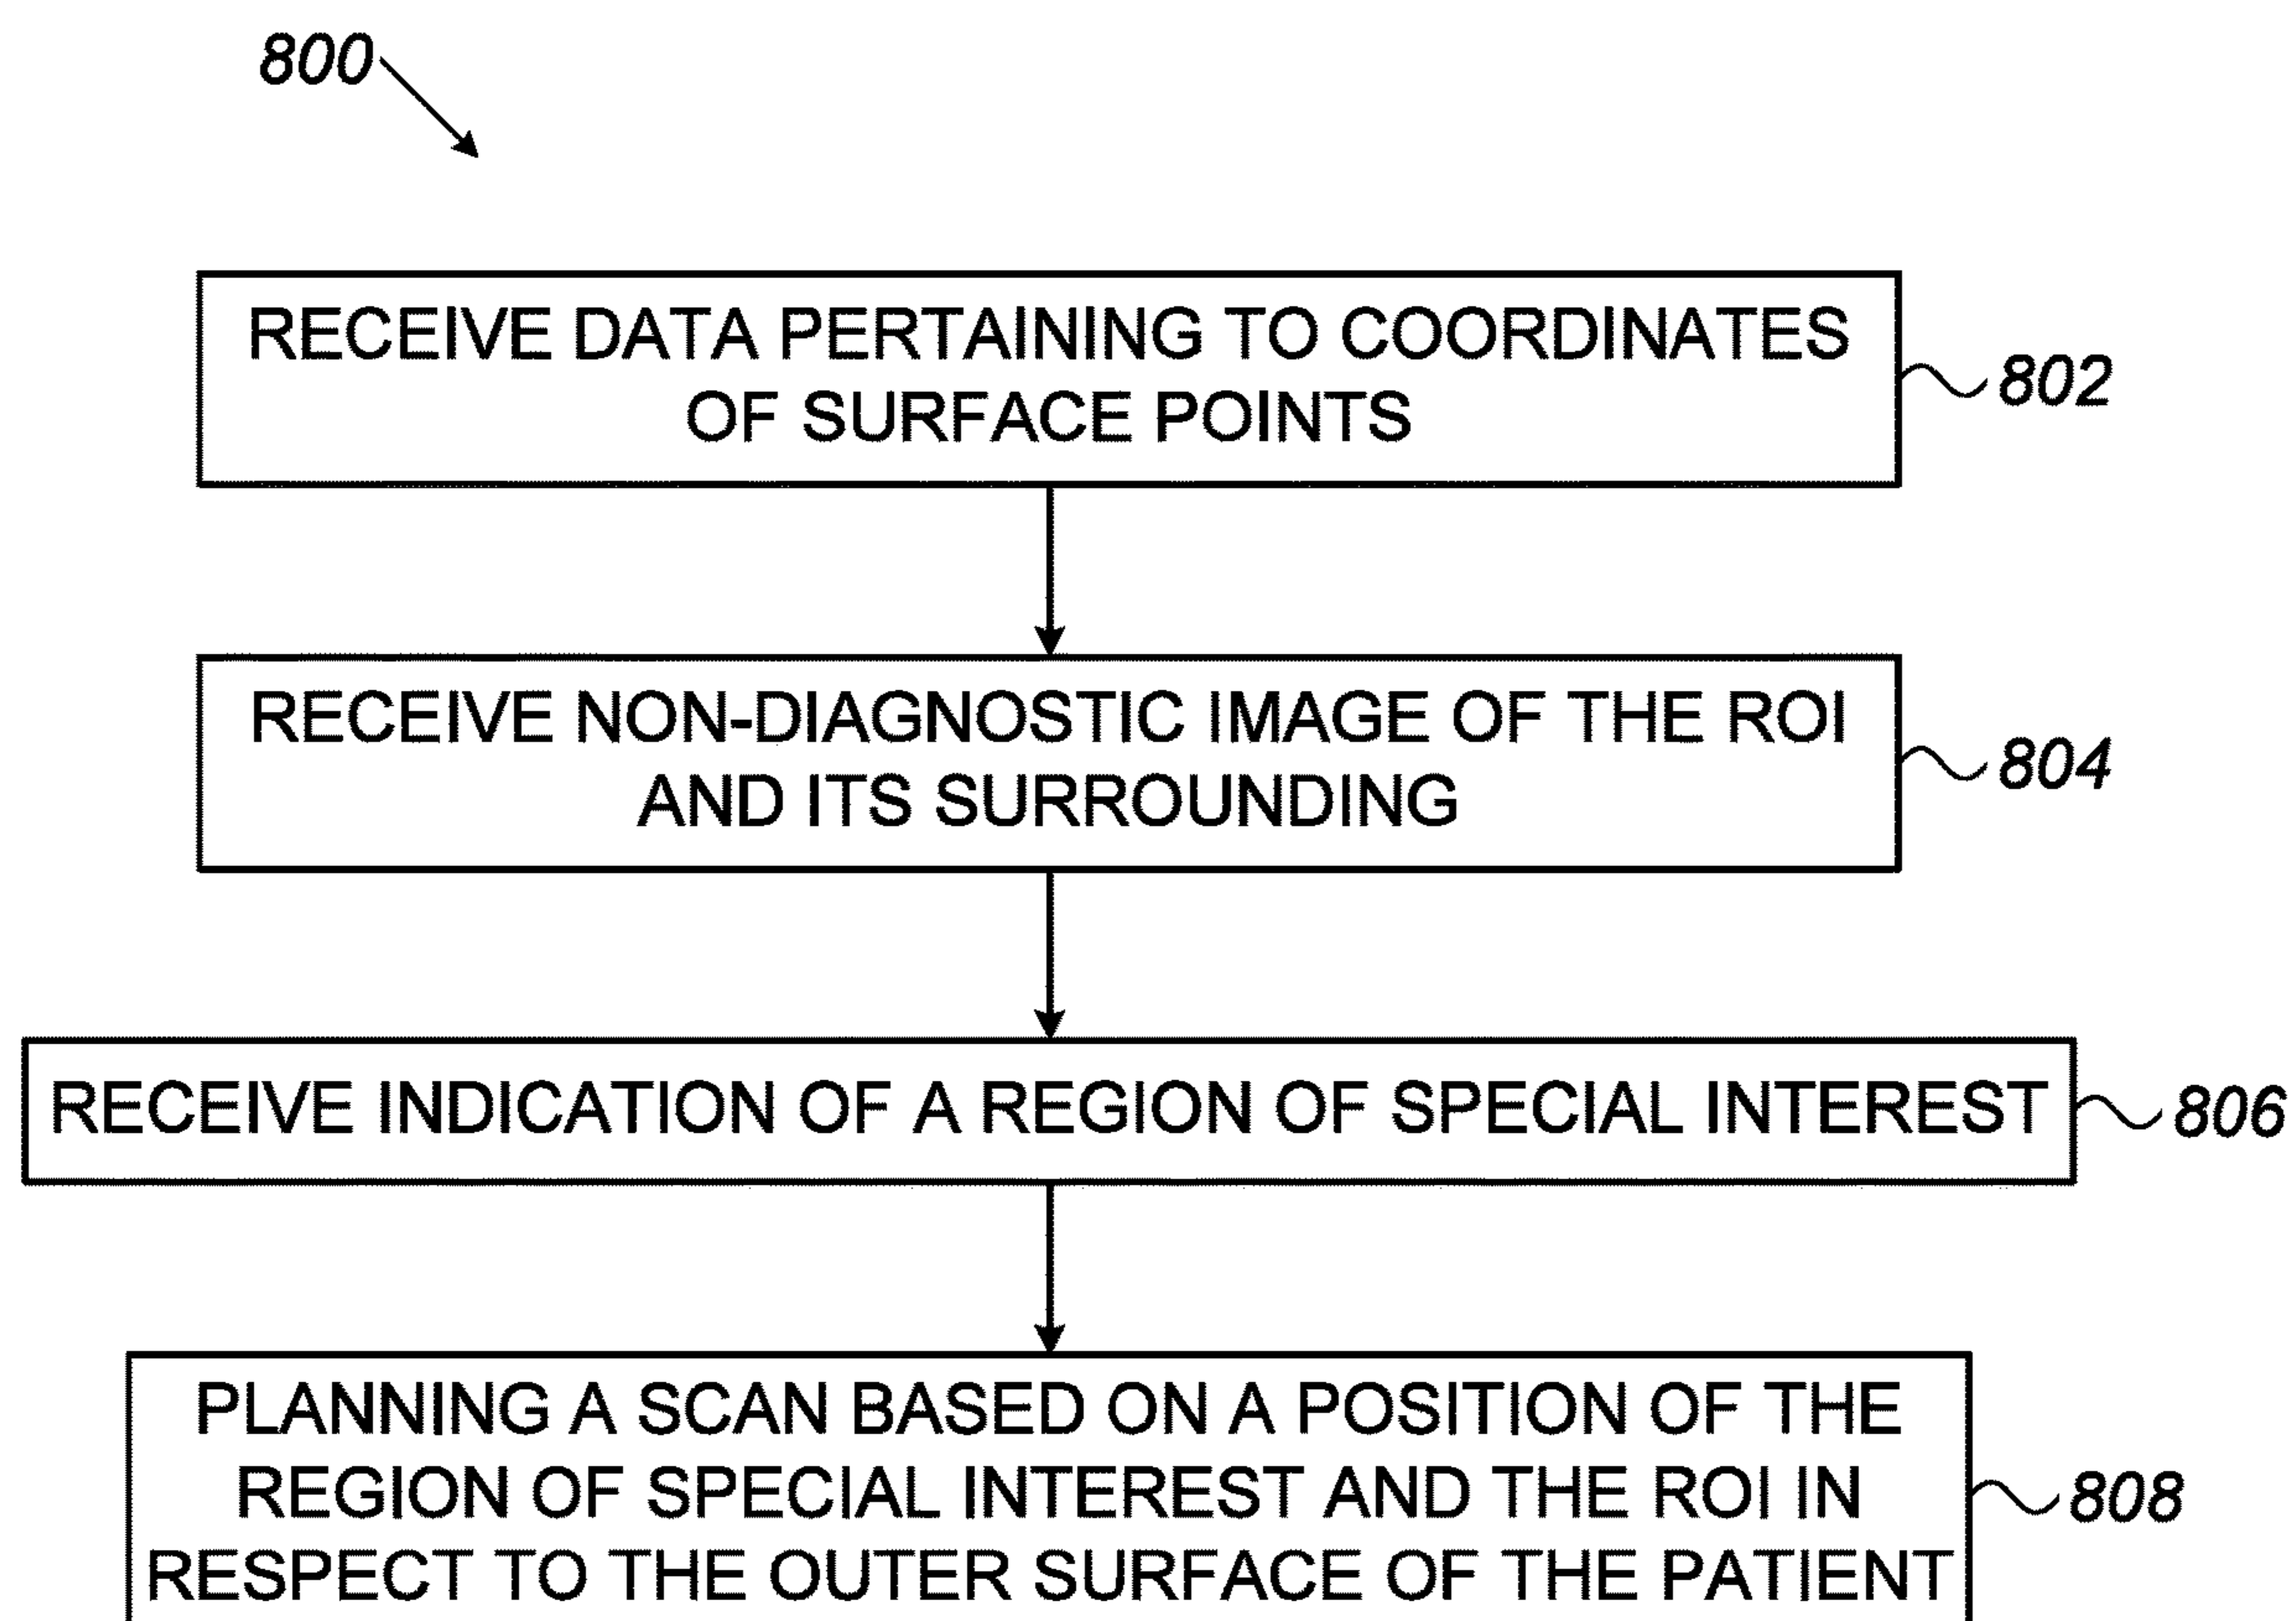 800
RECEIVE DATA PERTAINING TO COORDINATES
OF SURFACE POINTS
802
RECEIVE NON-DIAGNOSTIC IMAGE OF THE ROI
AND ITS SURROUNDING
804
RECEIVE INDICATION OF A REGION OF SPECIAL INTEREST
806
PLANNING A SCAN BASED ON A POSITION OF THE
REGION OF SPECIAL INTEREST AND THE ROI IN
RESPECT TO THE OUTER SURFACE OF THE PATIENT
808